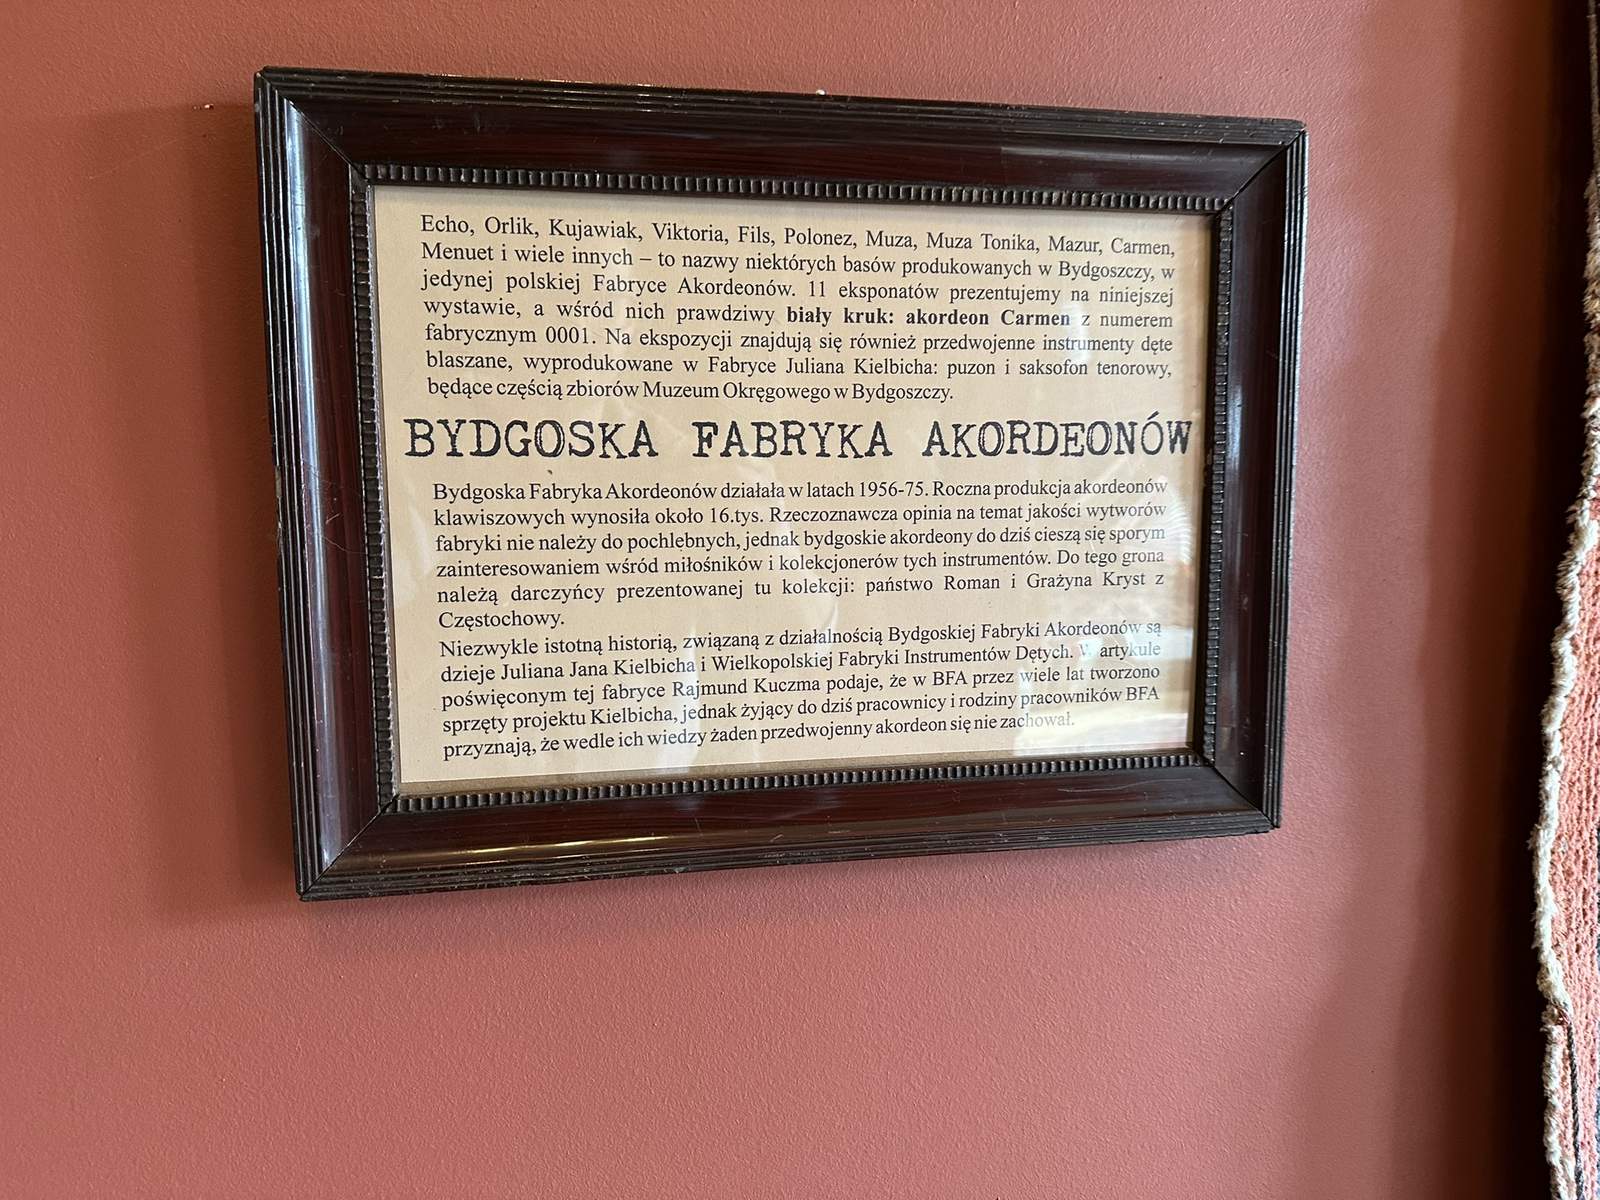 Echo, Orlik, Kujawiak, Viktoria, Fils, Polonez, Muza, Muza Tonika, Mazur, Carmen,
Menuet i wiele innych – to nazwy niektórych basów produkowanych w Bydgoszczy, w
jedynej polskiej Fabryce Akordeonów. 11 eksponatów prezentujemy na niniejszej
wystawie, a wśród nich prawdziwy biały kruk: akordeon Carmen z numerem
fabrycznym 0001. Na ekspozycji znajdują się również przedwojenne instrumenty dęte
blaszane, wyprodukowane w Fabryce Juliana Kielbicha: puzon i saksofon tenorowy,
będące częścią zbiorów Muzeum Okręgowego w Bydgoszczy.
BYDGOSKA FABRYKA AKORDEONÓW
Bydgoska Fabryka Akordeonów działała w latach 1956-75. Roczna produkcja akordeonów
klawiszowych wynosiła około 16.tys. Rzeczoznawcza opinia na temat jakości wytworów
fabryki nie należy do pochlebnych, jednak bydgoskie akordeony do dziś cieszą się sporym
zainteresowaniem wśród miłośników i kolekcjonerów tych instrumentów. Do tego grona
należą darczyńcy prezentowanej tu kolekcji: państwo Roman i Grażyna Kryst z
Częstochowy.
Niezwykle istotną historią, związaną z działalnością Bydgoskiej Fabryki Akordeonów są
dzieje Juliana Jana Kielbicha i Wielkopolskiej Fabryki Instrumentów Dętych. W artykule
poświęconym tej fabryce Rajmund Kuczma podaje, że w BFA przez wiele lat tworzono
sprzęty projektu Kielbicha, jednak żyjący do dziś pracownicy i rodziny pracowników BFA
przyznają, że wedle ich wiedzy żaden przedwojenny akordeon się nie zachował.